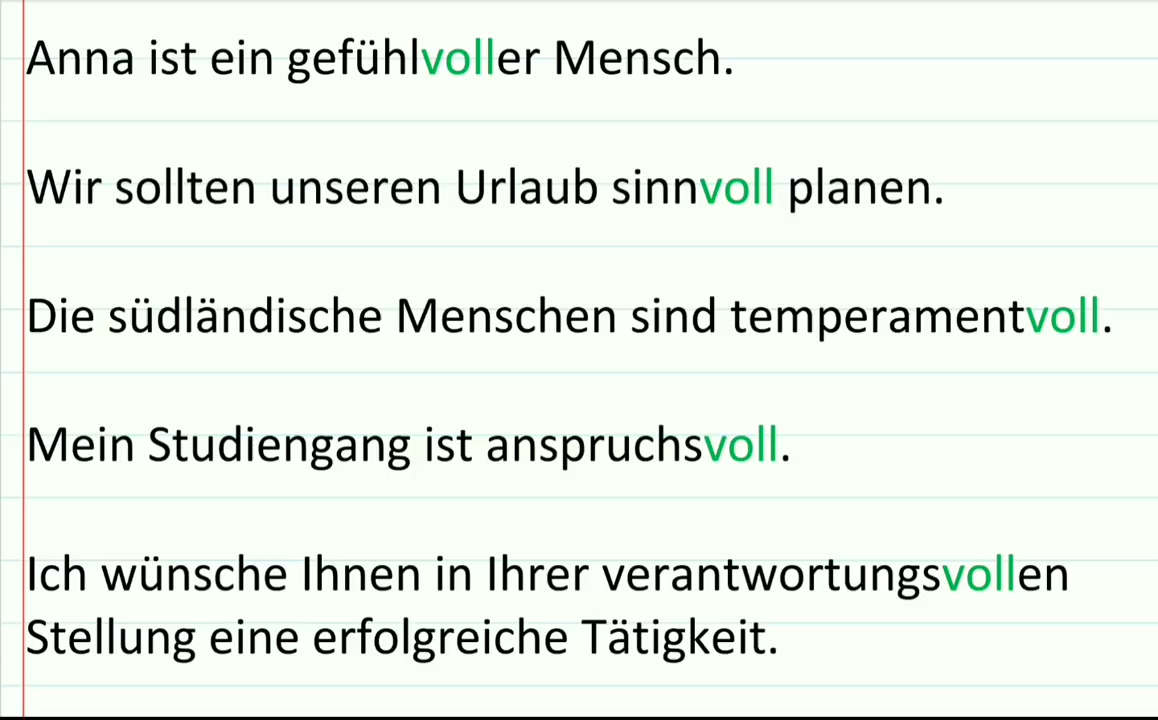 Anna ist ein gefühlvoller Mensch.
Wir sollten unseren Urlaub sinnvoll planen.
Die südländische Menschen sind temperamentvoll.
Mein Studiengang ist anspruchsvoll.
Ich wünsche Ihnen in Ihrer verantwortungsvollen
Stellung eine erfolgreiche Tätigkeit.